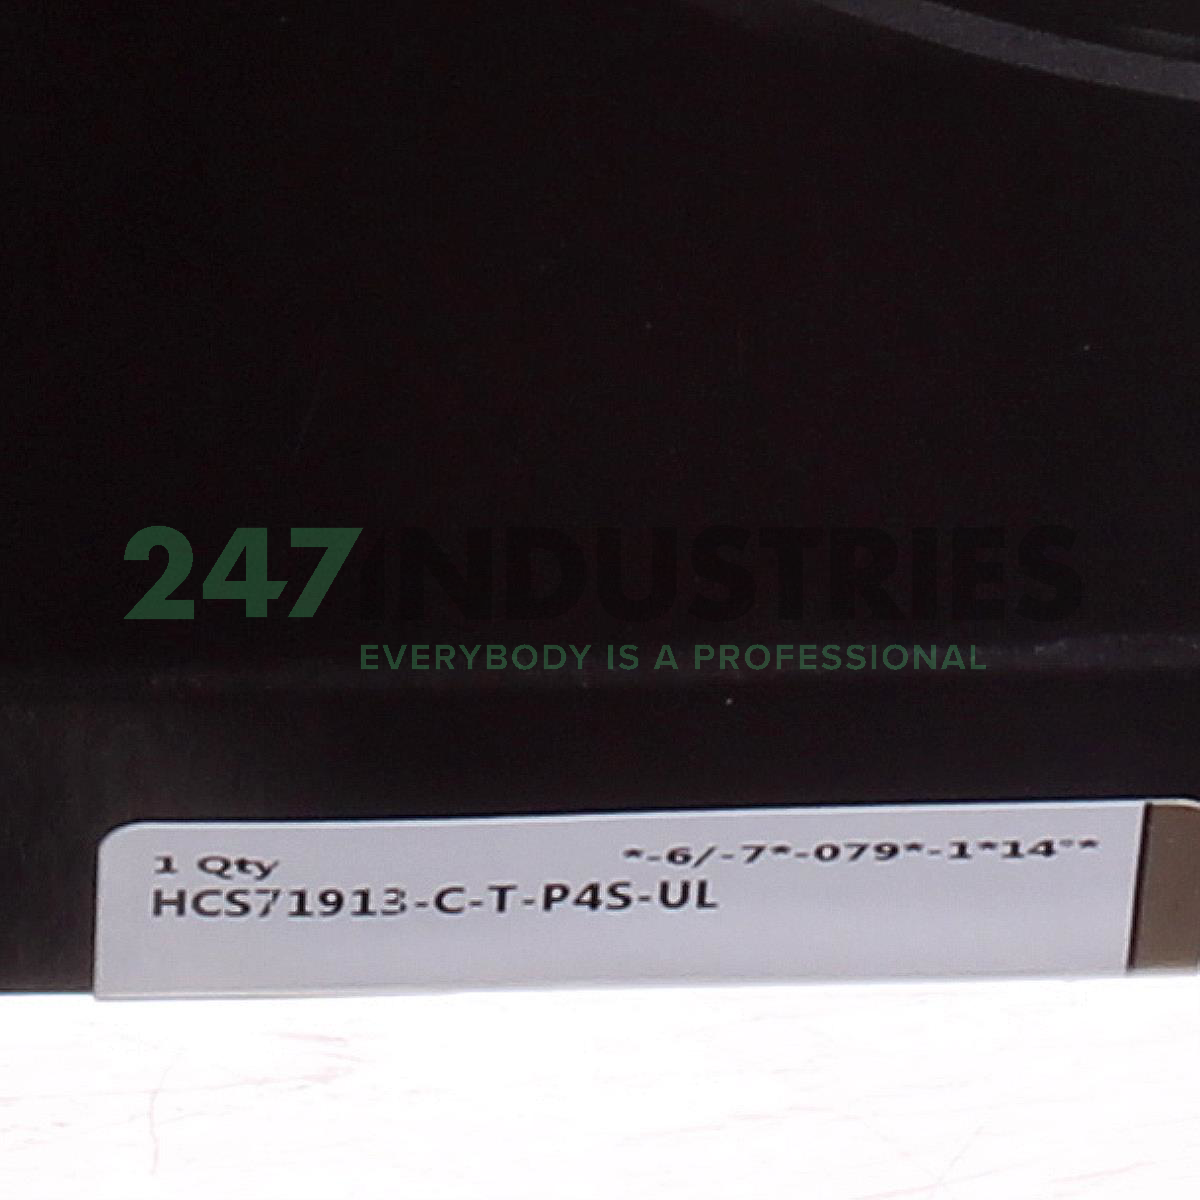 247INDUSTRIES
EVERYBODY IS A PROFESSIONAL
1 Qty
*-6/-7*-079*-1*14**
HCS71913-C-T-P4S-UL